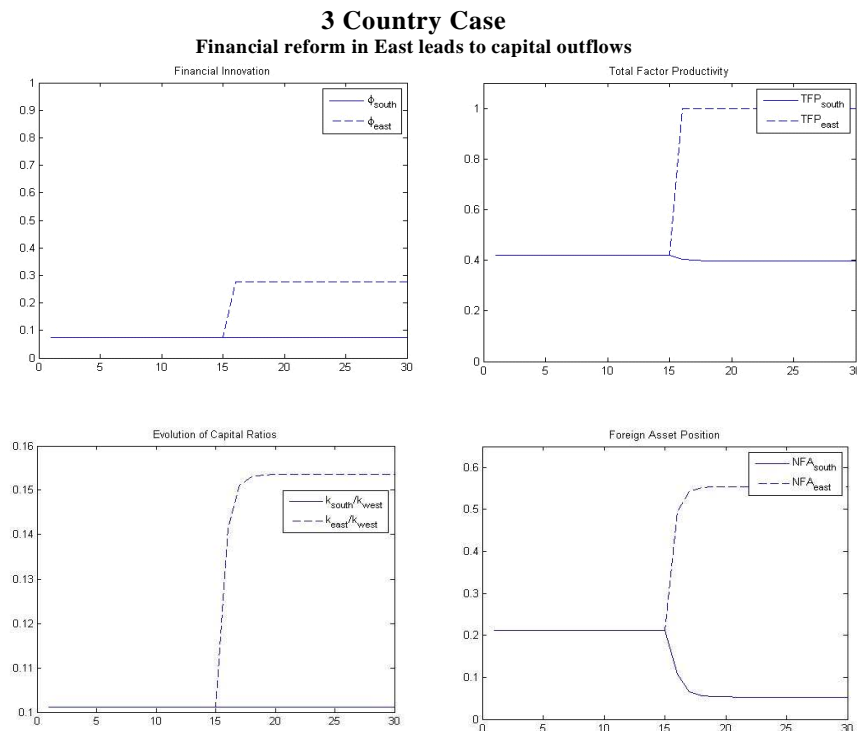 3 Country Case
Financial reform in East leads to capital outflows
Financial Innovation
1
0.9
0.8
0.7
0.6
0.5
0.4
0.3
0.2
0.1
0
0 5 10 15 20 25 30
ϕsouth
ϕeast
Total Factor Productivity
1
0.8
0.6
0.4
0.2
0
0 5 10 15 20 25 30
TFPsouth
TFPeast
Evolution of Capital Ratios
0.16
0.15
0.14
0.13
0.12
0.11
0.1
0 5 10 15 20 25 30
ksouth/kwest
keast/kwest
Foreign Asset Position
0.6
0.5
0.4
0.3
0.2
0.1
0
0 5 10 15 20 25 30
NFAsouth
NFAeast